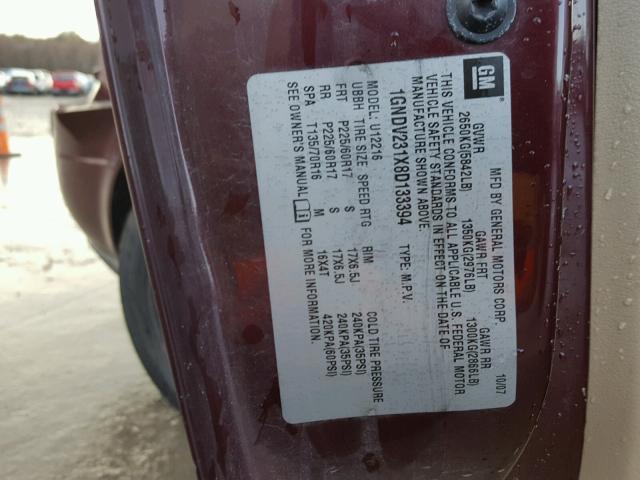 GM
MFD BY GENERAL MOTORS CORP. 10/07
GVWR GAWR FRT GAWR RR
2650KG(5842LB) 1350KG(2976LB) 1300KG(2866LB)
THIS VEHICLE CONFORMS TO ALL APPLICABLE U.S. FEDERAL MOTOR
VEHICLE SAFETY STANDARDS IN EFFECT ON THE DATE OF
MANUFACTURE SHOWN ABOVE.
1GNDV231X8D133394 TYPE: M.P.V.
MODEL: U12216
UBBH TIRE SIZE SPEED RTG RIM COLD TIRE PRESSURE
FRT P225/60R17 S 17X6.5J 240KPA(35PSI)
RR P225/60R17 S 17X6.5J 240KPA(35PSI)
SPA T135/70R16 M 16X4T 420KPA(60PSI)
SEE OWNER'S MANUAL FOR MORE INFORMATION.